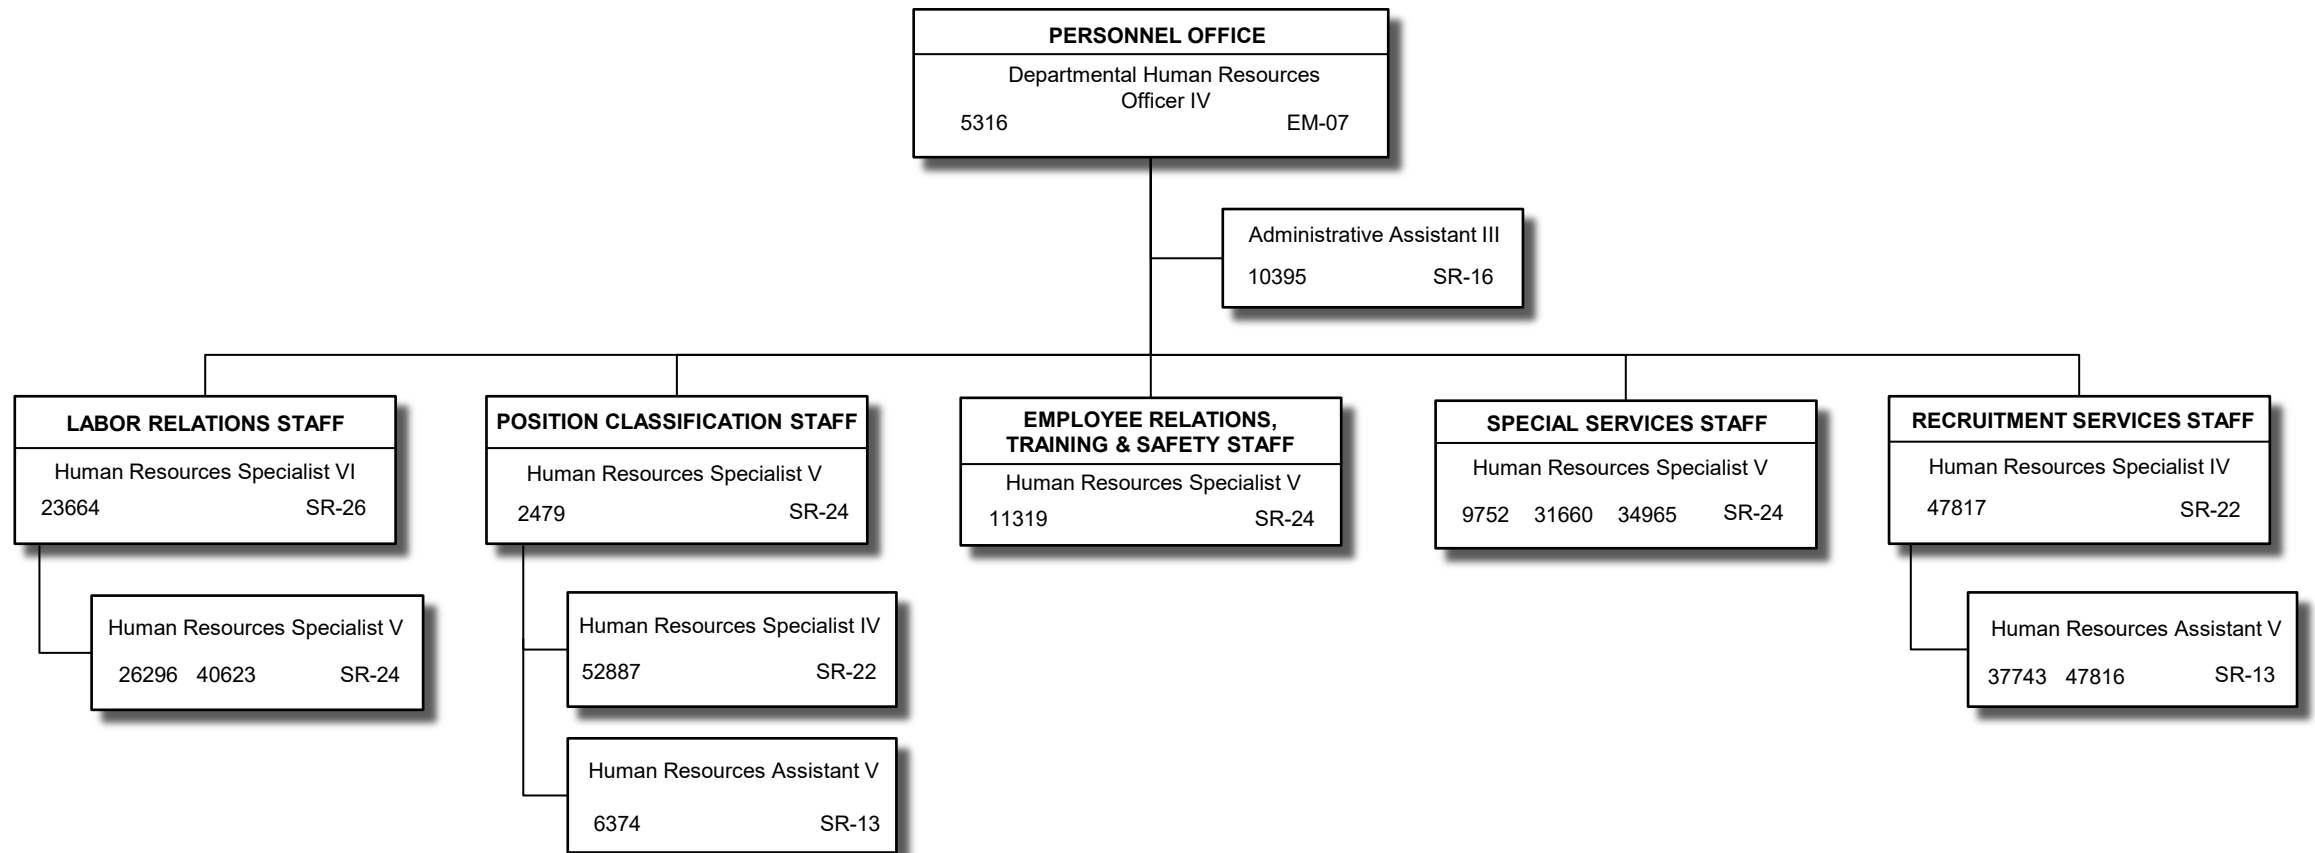 PERSONNEL OFFICE
Departmental Human Resources
Officer IV
5316 EM-07
Administrative Assistant III
10395 SR-16
LABOR RELATIONS STAFF
Human Resources Specialist VI
23664 SR-26
Human Resources Specialist V
26296 40623 SR-24
POSITION CLASSIFICATION STAFF
Human Resources Specialist V
2479 SR-24
Human Resources Specialist IV
52887 SR-22
Human Resources Assistant V
6374 SR-13
EMPLOYEE RELATIONS,
TRAINING & SAFETY STAFF
Human Resources Specialist V
11319 SR-24
SPECIAL SERVICES STAFF
Human Resources Specialist V
9752 31660 34965 SR-24
RECRUITMENT SERVICES STAFF
Human Resources Specialist IV
47817 SR-22
Human Resources Assistant V
37743 47816 SR-13